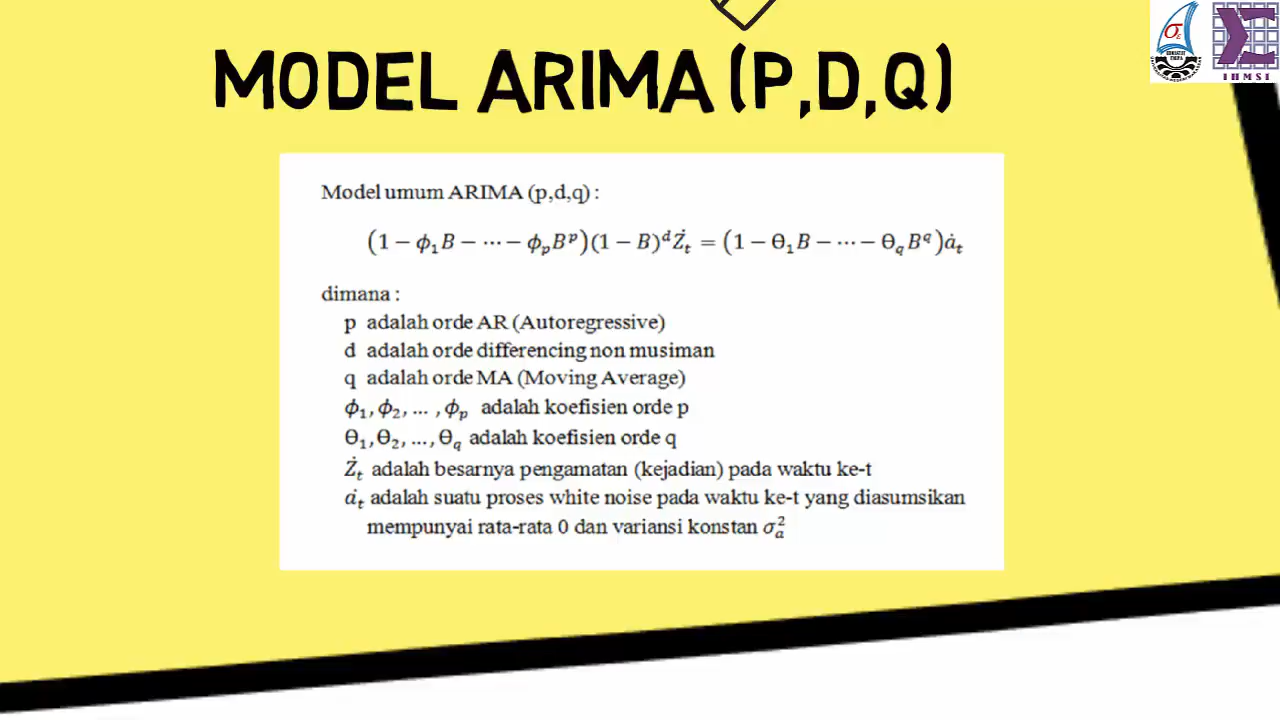 MODEL ARIMA (P,D,Q)
IHMSI
Model umum ARIMA (p,d,q) :
(1 − ϕ₁B − ⋯ − ϕₚBᵖ)(1 − B)ᵈŻₜ = (1 − Θ₁B − ⋯ − Θ_qB^q)ȧₜ
dimana :
p adalah orde AR (Autoregressive)
d adalah orde differencing non musiman
q adalah orde MA (Moving Average)
ϕ₁, ϕ₂, … , ϕₚ adalah koefisien orde p
Θ₁, Θ₂, …, Θ_q adalah koefisien orde q
Żₜ adalah besarnya pengamatan (kejadian) pada waktu ke-t
ȧₜ adalah suatu proses white noise pada waktu ke-t yang diasumsikan
mempunyai rata-rata 0 dan variansi konstan σₐ²